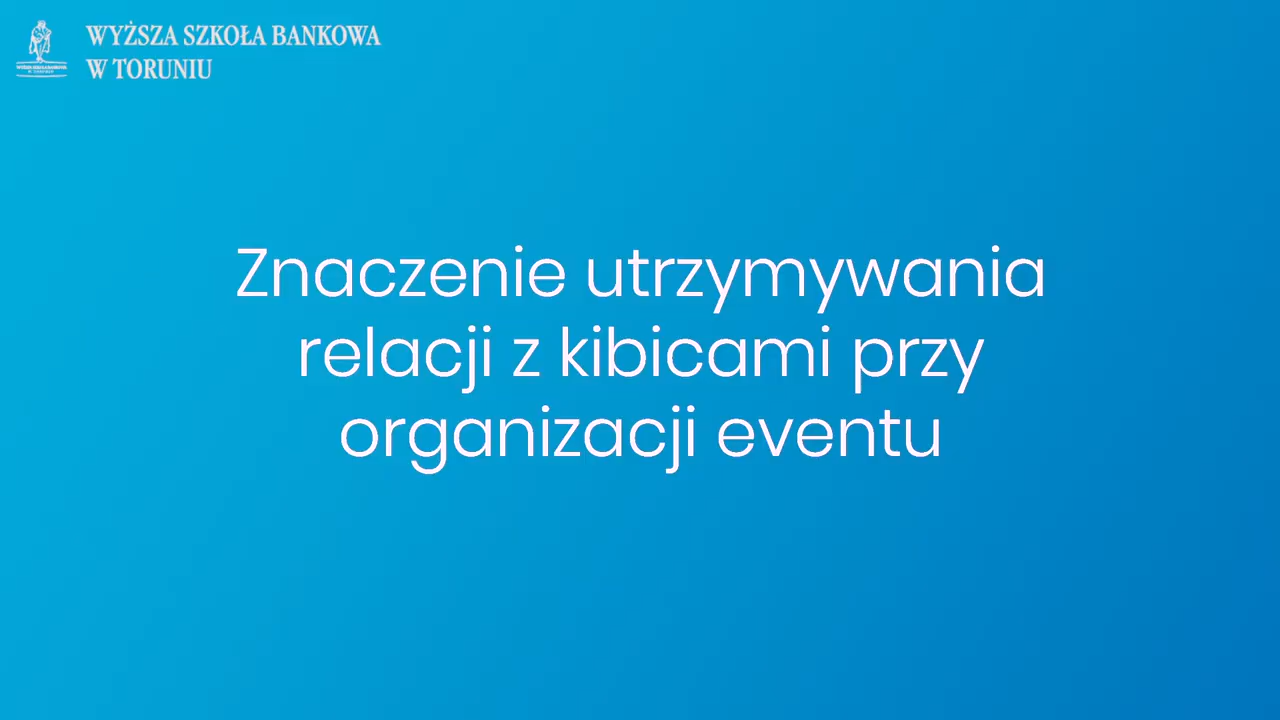 WYŻSZA SZKOŁA BANKOWA
W TORUNIU
Znaczenie utrzymywania
relacji z kibicami przy
organizacji eventu